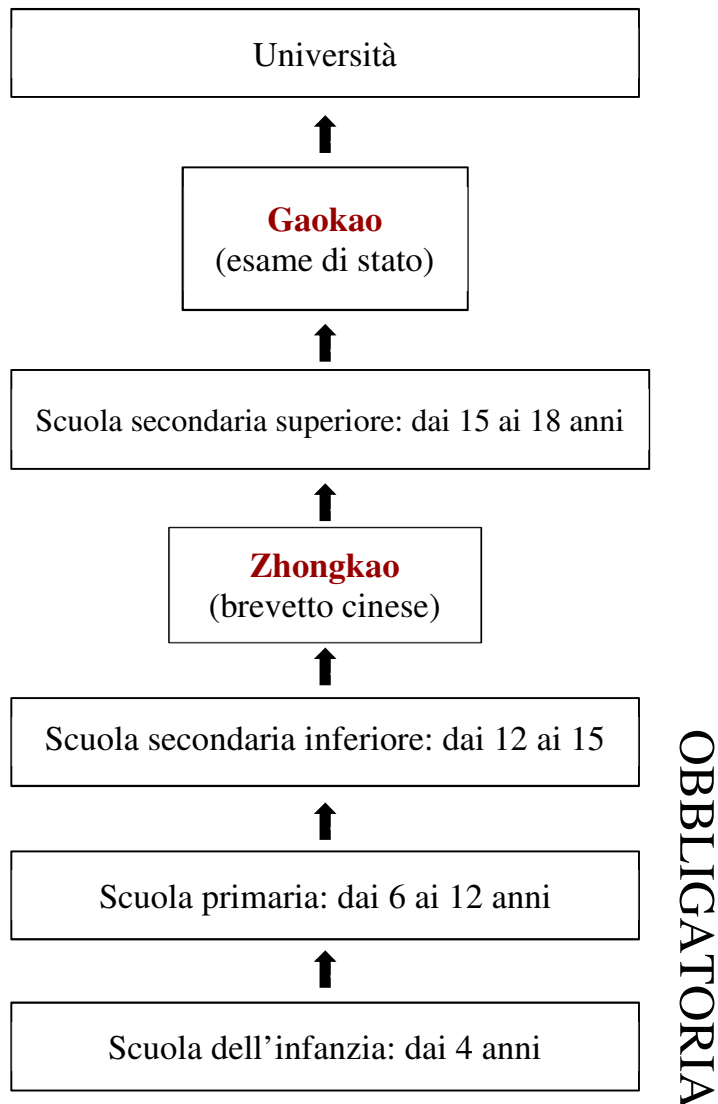 Università
Gaokao
(esame di stato)
Scuola secondaria superiore: dai 15 ai 18 anni
Zhongkao
(brevetto cinese)
Scuola secondaria inferiore: dai 12 ai 15
Scuola primaria: dai 6 ai 12 anni
Scuola dell’infanzia: dai 4 anni
OBBLIGATORIA